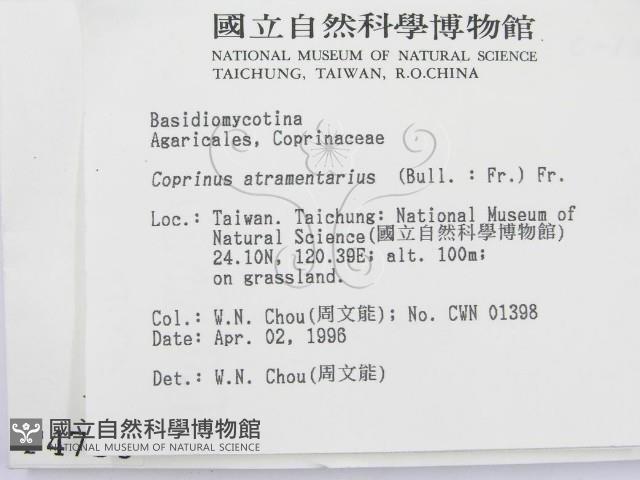 國立自然科學博物館
NATIONAL MUSEUM OF NATURAL SCIENCE
TAICHUNG, TAIWAN, R.O.CHINA
Basidiomycotina
Agaricales, Coprinaceae
Coprinus atramentarius (Bull. : Fr.) Fr.
Loc.: Taiwan. Taichung: National Museum of
Natural Science(國立自然科學博物館)
24.10N, 120.39E; alt. 100m;
on grassland.
Col.: W.N. Chou(周文能); No. CWN 01398
Date: Apr. 02, 1996
Det.: W.N. Chou(周文能)
國立自然科學博物館
NATIONAL MUSEUM OF NATURAL SCIENCE